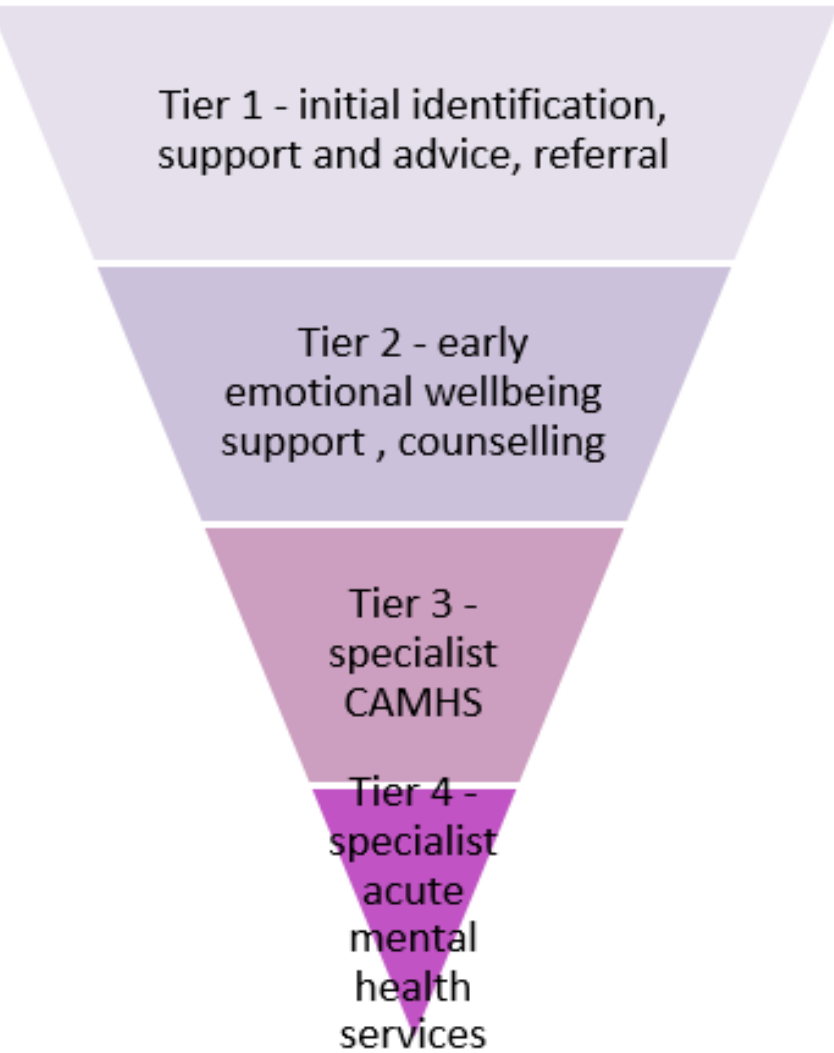 Tier 1 - initial identification,
support and advice, referral
Tier 2 - early
emotional wellbeing
support , counselling
Tier 3 -
specialist
CAMHS
Tier 4 -
specialist
acute
mental
health
services